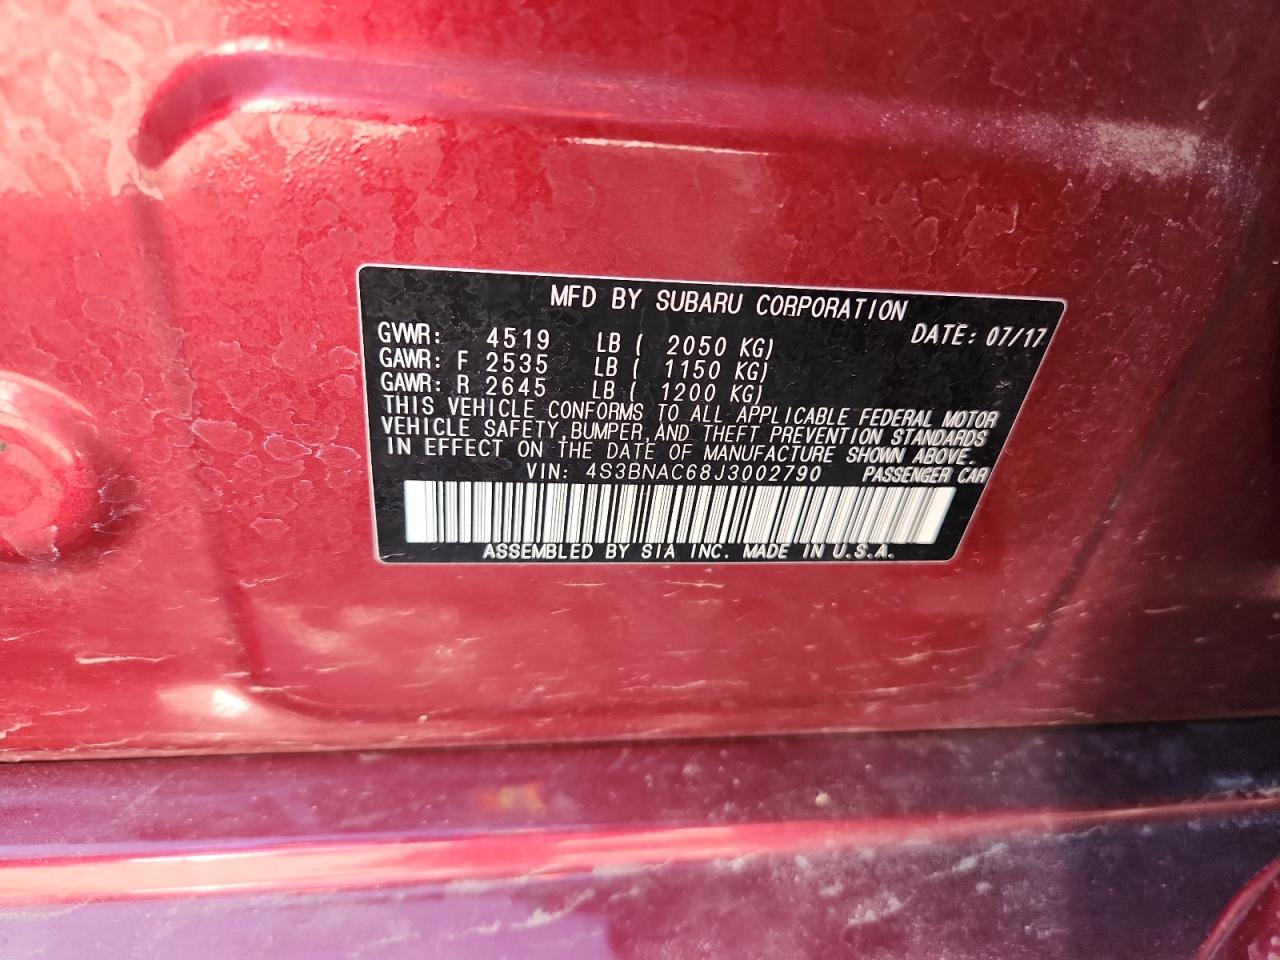 MFD BY SUBARU CORPORATION
DATE: 07/17
GVWR: 4519 LB ( 2050 KG)
GAWR: F 2535 LB ( 1150 KG)
GAWR: R 2645 LB ( 1200 KG)
THIS VEHICLE CONFORMS TO ALL APPLICABLE FEDERAL MOTOR
VEHICLE SAFETY, BUMPER, AND THEFT PREVENTION STANDARDS
IN EFFECT ON THE DATE OF MANUFACTURE SHOWN ABOVE.
VIN: 4S3BNAC68J3002790 PASSENGER CAR
ASSEMBLED BY SIA INC. MADE IN U.S.A.